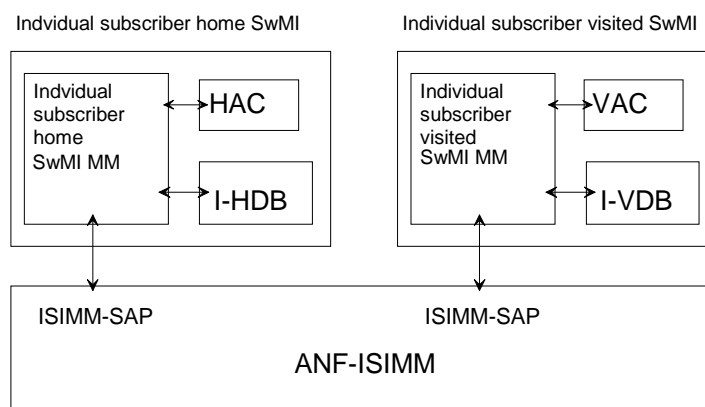 Indvidual subscriber home SwMI
Individual subscriber visited SwMI
Indvidual
subscriber
home
SwMI MM
HAC
I-HDB
Individual
subscriber
visited
SwMI MM
VAC
I-VDB
ISIMM-SAP
ISIMM-SAP
ANF-ISIMM